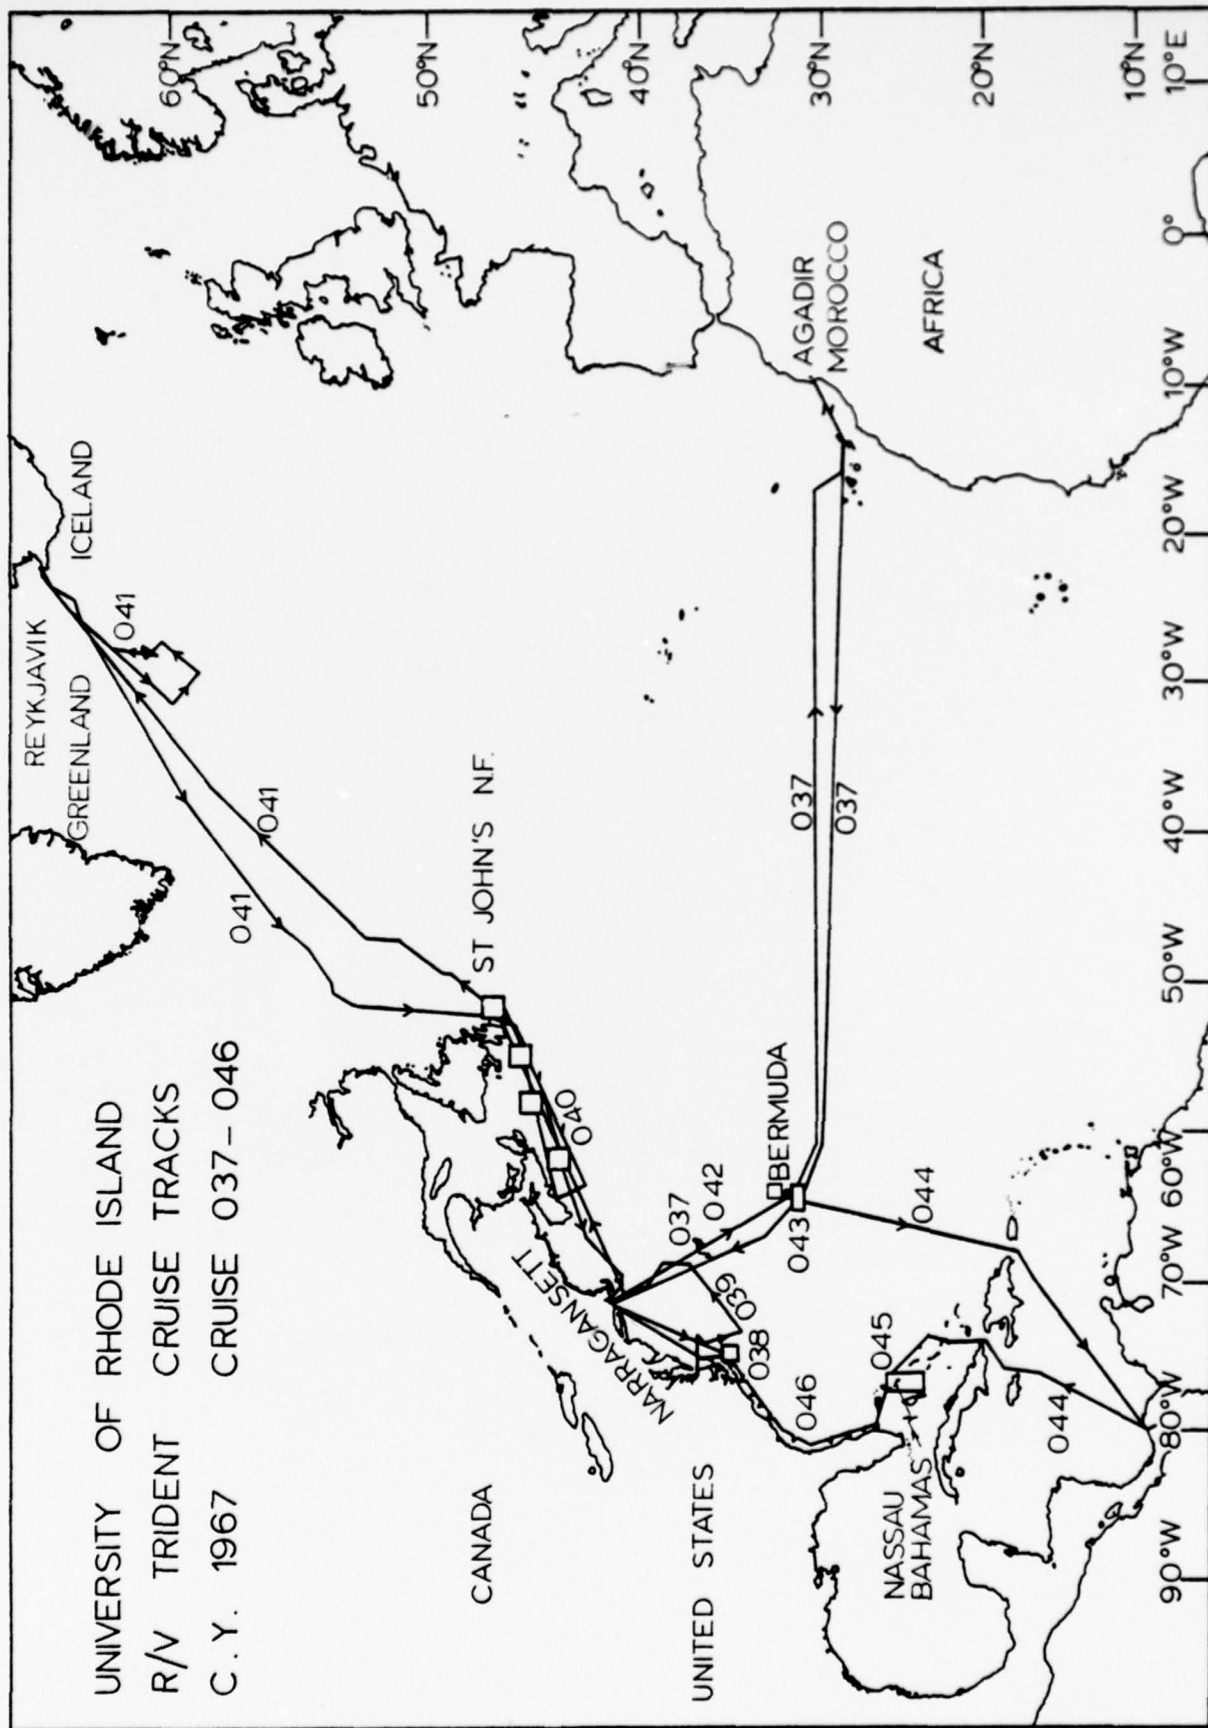 UNIVERSITY OF RHODE ISLAND
R/V TRIDENT CRUISE TRACKS
C. Y. 1967 CRUISE 037-046
REYKJAVIK
GREENLAND
ICELAND
041
041
041
60°N
50°N
40°N
30°N
20°N
10°N
ST JOHN'S N.F.
CANADA
040
NARRAGANSETT
UNITED STATES
037
042
039
038
043
BERMUDA
037
037
AGADIR
MOROCCO
AFRICA
046
045
044
044
NASSAU
BAHAMAS
90°W
80°W
70°W
60°W
50°W
40°W
30°W
20°W
10°W
0°
10°E